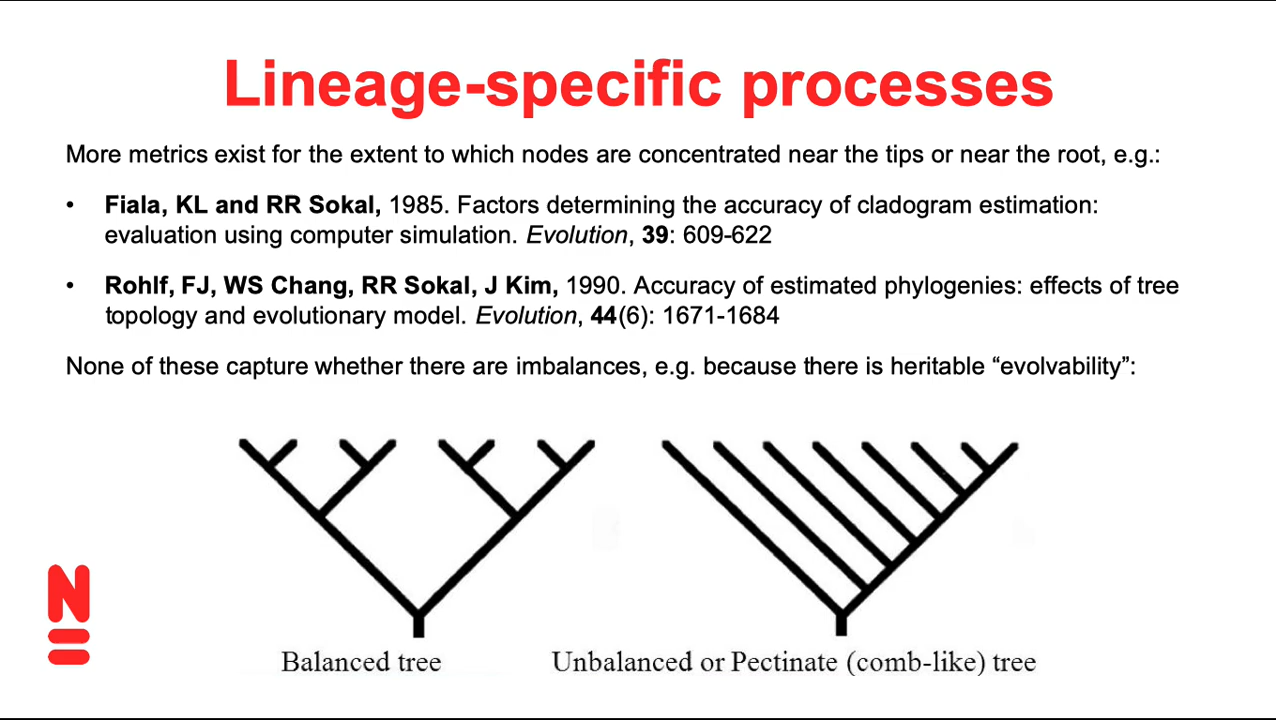 Lineage-specific processes
More metrics exist for the extent to which nodes are concentrated near the tips or near the root, e.g.:
• Fiala, KL and RR Sokal, 1985. Factors determining the accuracy of cladogram estimation:
evaluation using computer simulation. Evolution, 39: 609-622
• Rohlf, FJ, WS Chang, RR Sokal, J Kim, 1990. Accuracy of estimated phylogenies: effects of tree
topology and evolutionary model. Evolution, 44(6): 1671-1684
None of these capture whether there are imbalances, e.g. because there is heritable “evolvability”:
N
Balanced tree
Unbalanced or Pectinate (comb-like) tree